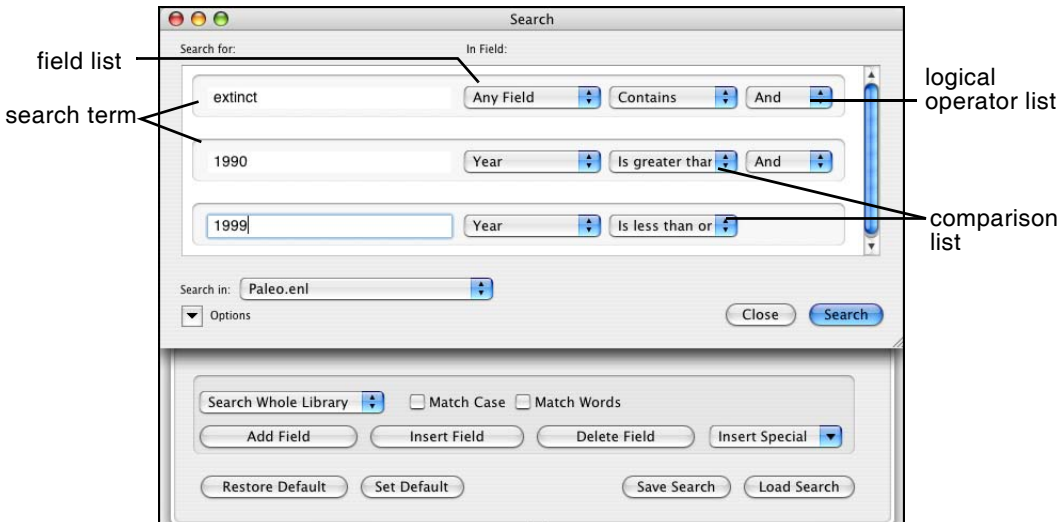 Search
Search for: In Field:
field list
extinct Any Field Contains And
logical
operator list
search term
1990 Year Is greater than And
1999 Year Is less than or
comparison
list
Search in: Paleo.enl
Options Close Search
Search Whole Library Match Case Match Words
Add Field Insert Field Delete Field Insert Special
Restore Default Set Default Save Search Load Search